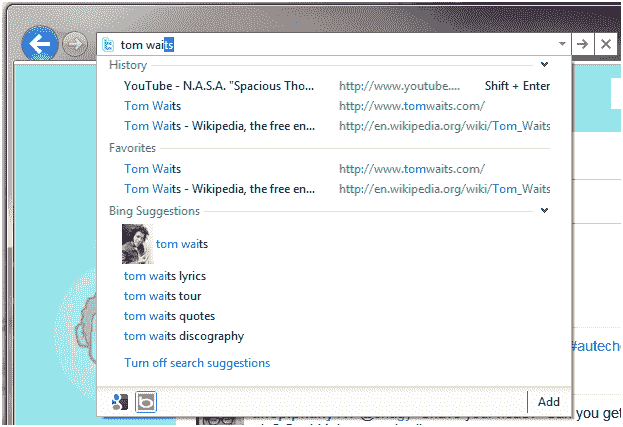 tom waits
History
YouTube - N.A.S.A. "Spacious Tho... http://www.youtube.... Shift + Enter
Tom Waits http://www.tomwaits.com/
Tom Waits - Wikipedia, the free en... http://en.wikipedia.org/wiki/Tom_Waits
Favorites
Tom Waits http://www.tomwaits.com/
Tom Waits - Wikipedia, the free en... http://en.wikipedia.org/wiki/Tom_Waits
Bing Suggestions
tom waits
tom waits lyrics
tom waits tour
tom waits quotes
tom waits discography
Turn off search suggestions
#autech
Add
you get